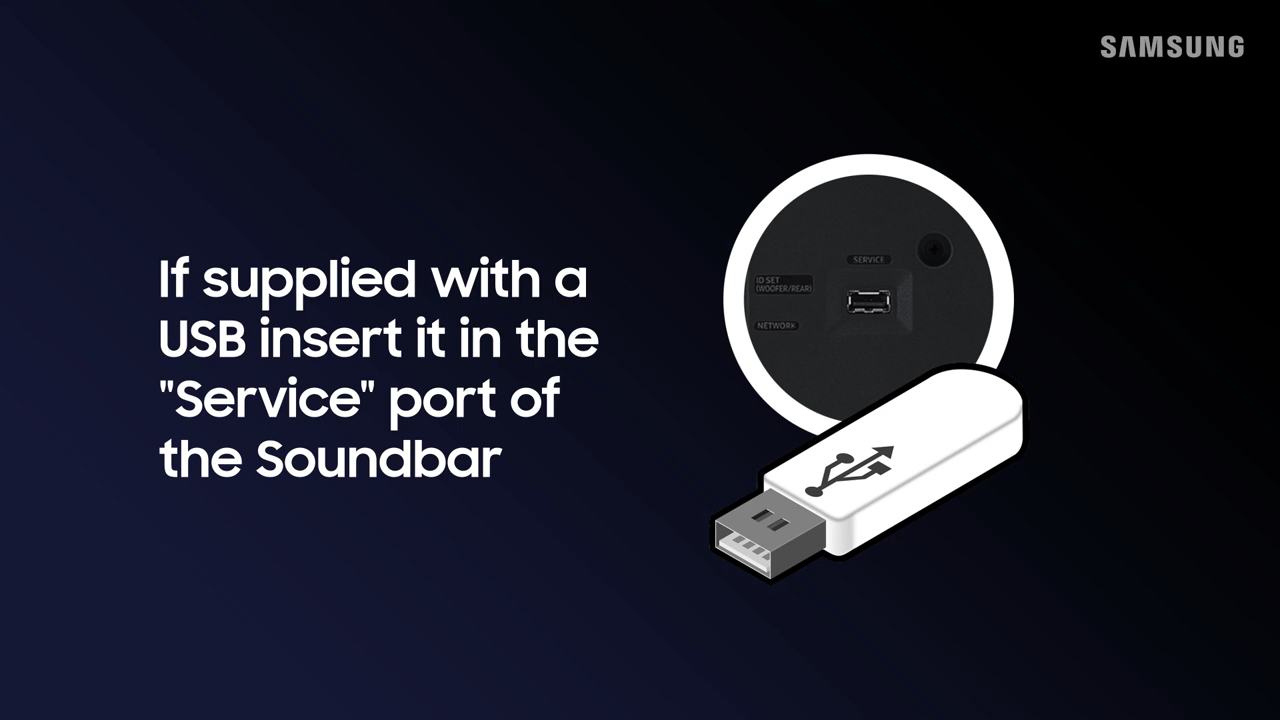 SAMSUNG
If supplied with a
USB insert it in the
"Service" port of
the Soundbar
SERVICE
ID SET
(WOOFER/REAR)
NETWORK